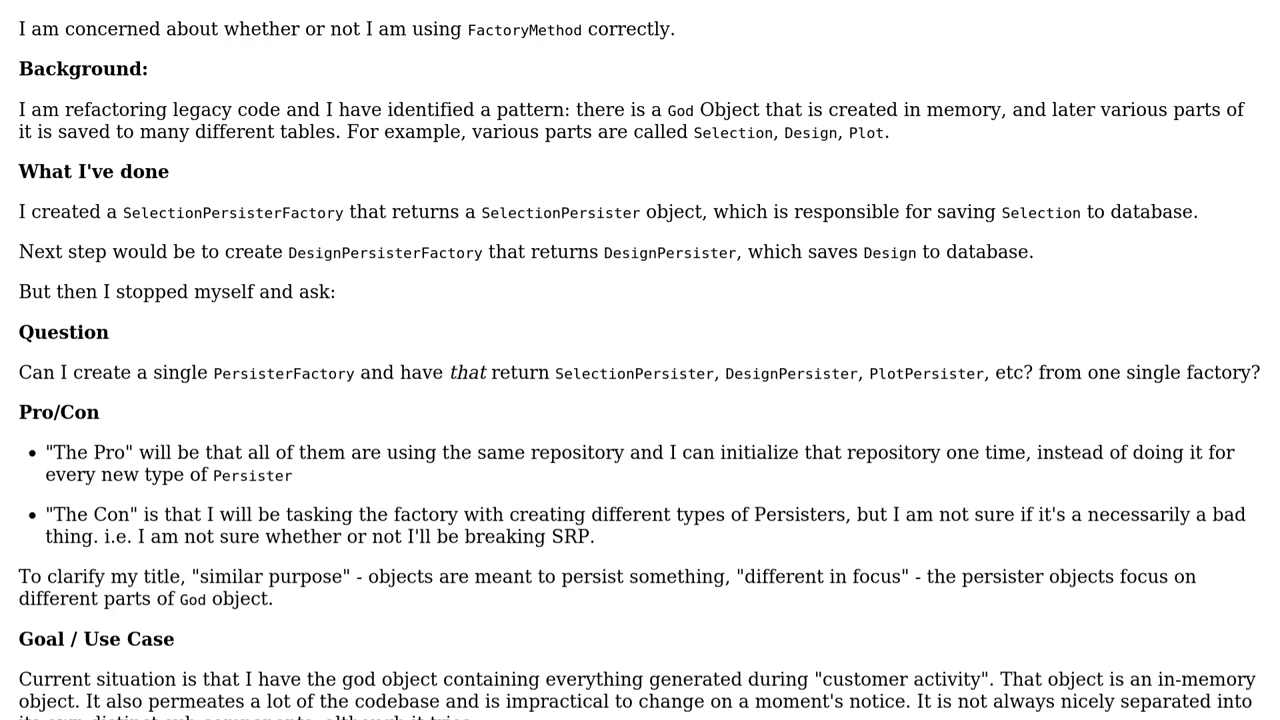 I am concerned about whether or not I am using FactoryMethod correctly.
Background:
I am refactoring legacy code and I have identified a pattern: there is a God Object that is created in memory, and later various parts of
it is saved to many different tables. For example, various parts are called Selection, Design, Plot.
What I've done
I created a SelectionPersisterFactory that returns a SelectionPersister object, which is responsible for saving Selection to database.
Next step would be to create DesignPersisterFactory that returns DesignPersister, which saves Design to database.
But then I stopped myself and ask:
Question
Can I create a single PersisterFactory and have that return SelectionPersister, DesignPersister, PlotPersister, etc? from one single factory?
Pro/Con
• "The Pro" will be that all of them are using the same repository and I can initialize that repository one time, instead of doing it for
every new type of Persister
• "The Con" is that I will be tasking the factory with creating different types of Persisters, but I am not sure if it's a necessarily a bad
thing. i.e. I am not sure whether or not I'll be breaking SRP.
To clarify my title, "similar purpose" - objects are meant to persist something, "different in focus" - the persister objects focus on
different parts of God object.
Goal / Use Case
Current situation is that I have the god object containing everything generated during "customer activity". That object is an in-memory
object. It also permeates a lot of the codebase and is impractical to change on a moment's notice. It is not always nicely separated into